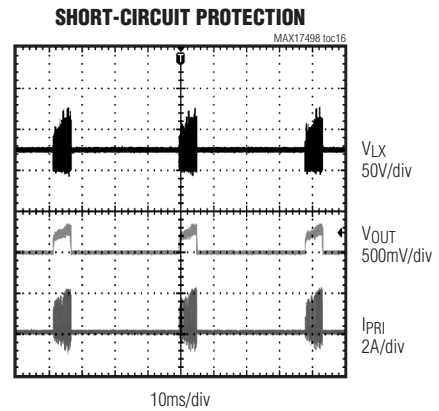 SHORT-CIRCUIT PROTECTION
MAX17498 toc16
T
VLX
50V/div
VOUT
500mV/div
IPRI
2A/div
10ms/div